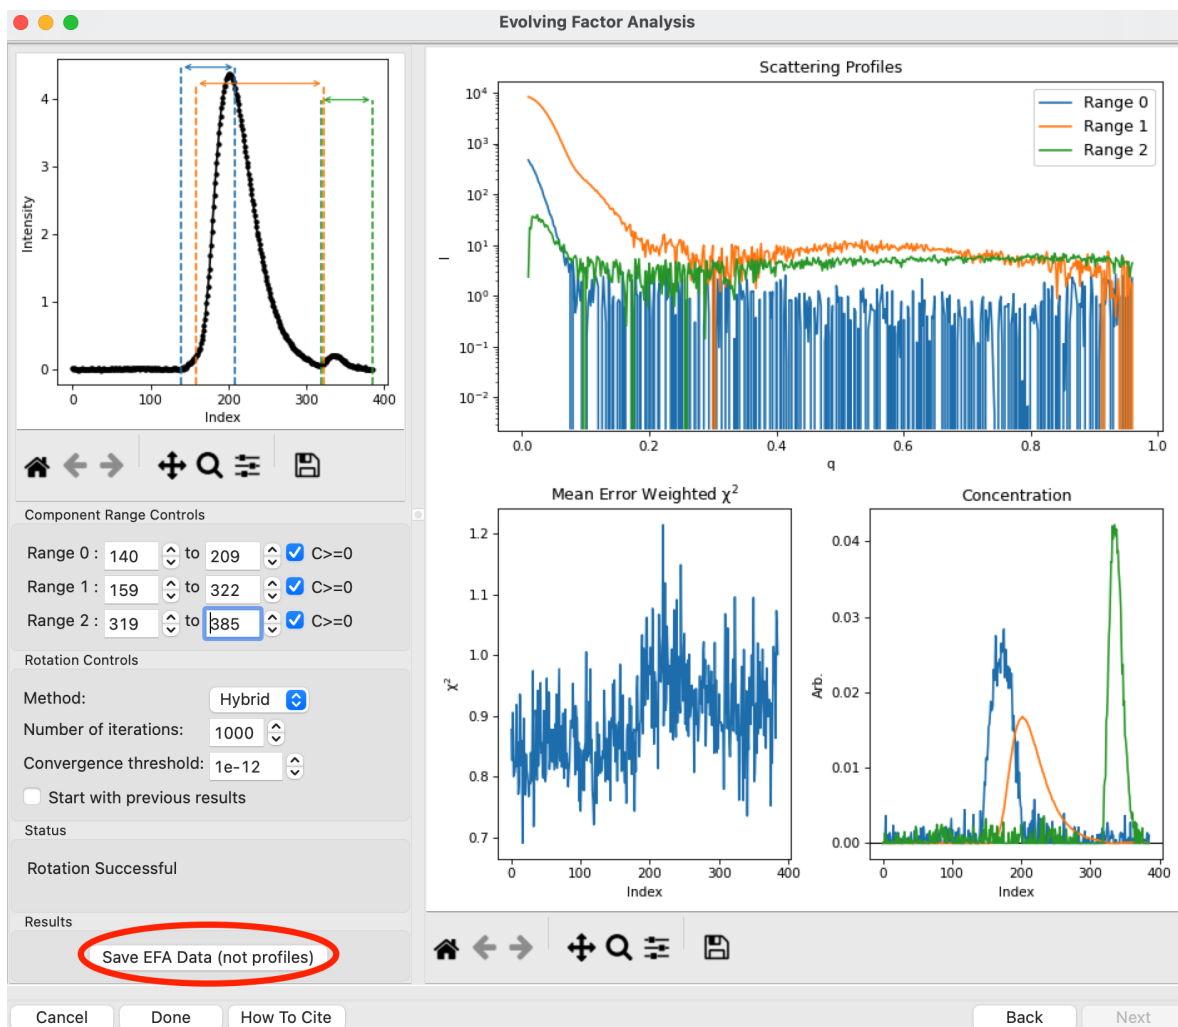 Evolving Factor Analysis
4
3
2
1
0
Intensity
0 100 200 300 400
Index
Component Range Controls
Range 0 : 140 to 209 C>=0
Range 1 : 159 to 322 C>=0
Range 2 : 319 to 385 C>=0
Rotation Controls
Method: Hybrid
Number of iterations: 1000
Convergence threshold: 1e-12
Start with previous results
Status
Rotation Successful
Results
Save EFA Data (not profiles)
Scattering Profiles
Range 0
Range 1
Range 2
10⁴
10³
10²
10¹
10⁰
10⁻¹
10⁻²
I
0.0 0.2 0.4 0.6 0.8 1.0
q
Mean Error Weighted χ²
1.2
1.1
1.0
0.9
0.8
0.7
χ²
0 100 200 300 400
Index
Concentration
0.04
0.03
0.02
0.01
0.00
Arb.
0 100 200 300 400
Index
Cancel Done How To Cite Back Next